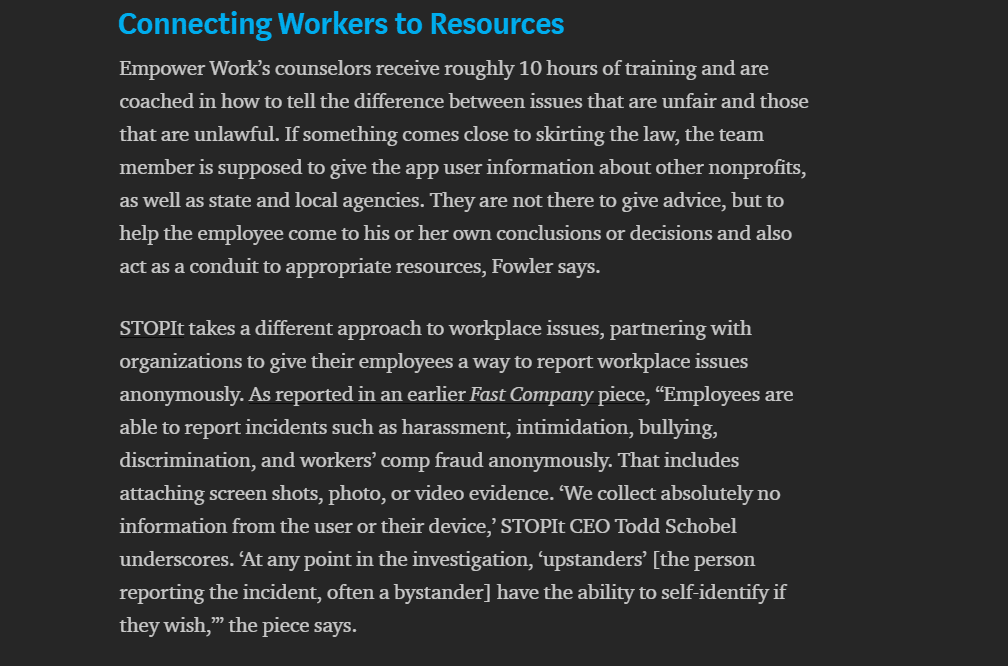 Connecting Workers to Resources
Empower Work’s counselors receive roughly 10 hours of training and are
coached in how to tell the difference between issues that are unfair and those
that are unlawful. If something comes close to skirting the law, the team
member is supposed to give the app user information about other nonprofits,
as well as state and local agencies. They are not there to give advice, but to
help the employee come to his or her own conclusions or decisions and also
act as a conduit to appropriate resources, Fowler says.
STOPIt takes a different approach to workplace issues, partnering with
organizations to give their employees a way to report workplace issues
anonymously. As reported in an earlier Fast Company piece, “Employees are
able to report incidents such as harassment, intimidation, bullying,
discrimination, and workers’ comp fraud anonymously. That includes
attaching screen shots, photo, or video evidence. ‘We collect absolutely no
information from the user or their device,’ STOPIt CEO Todd Schobel
underscores. ‘At any point in the investigation, ‘upstanders’ [the person
reporting the incident, often a bystander] have the ability to self-identify if
they wish,’” the piece says.